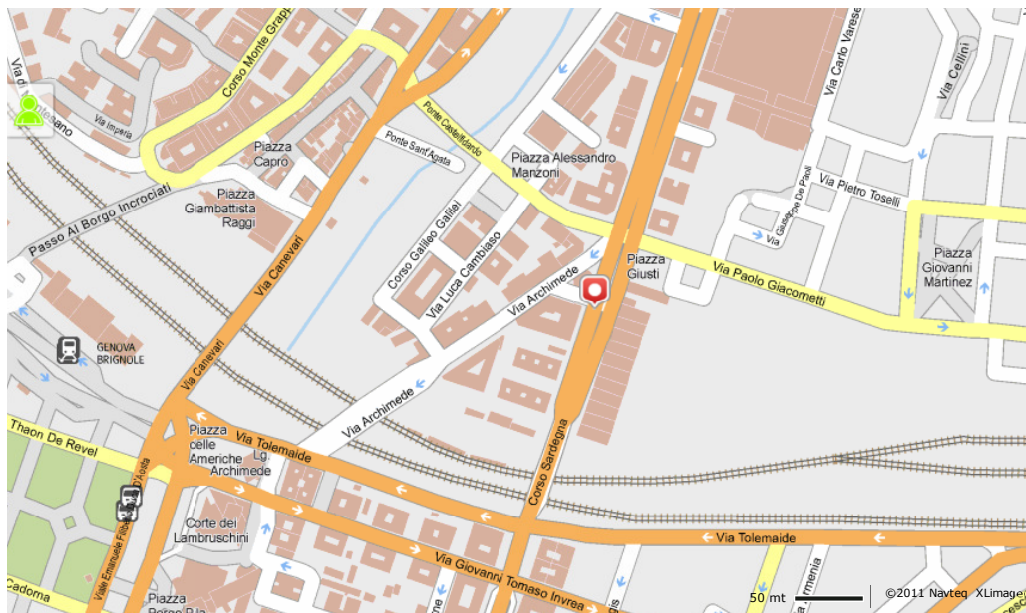 Corso Monte Grapp
Via Carlo Varese
Via Cellini
Via Imperia
Ponte Castelfidardo
Piazza
Capro
Ponte Sant'Agata
Piazza Alessandro
Manzoni
Via Pietro Toselli
Via Giuseppe De Paoli
Piazza
Giambattista
Raggi
Passo Al Borgo Incrociati
Via Canevari
Corso Galileo Galilei
Via Luca Cambiaso
Via Archimede
Piazza
Giusti
Via Paolo Giacometti
Piazza
Giovanni
Martinez
GENOVA
BRIGNOLE
Via Canevari
Via Archimede
Thaon De Revel
Piazza
celle
Americhe
Via Tolemaide
Lg.
Archimede
Corso Sardegna
Corte dei
Lambruschini
Via Tolemaide
Via Giovanni Tomaso Invrea
Cadorna
Piazza
50 mt
©2011 Navteq XLimage